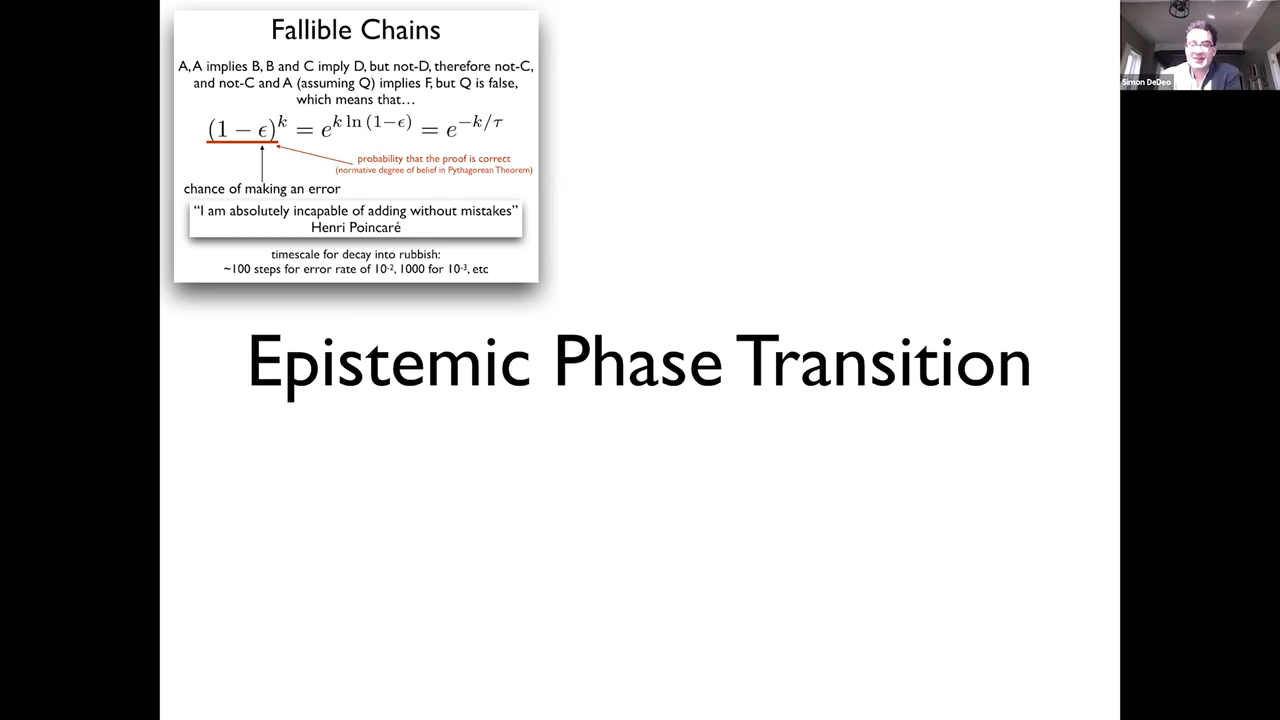 Fallible Chains
A, A implies B, B and C imply D, but not-D, therefore not-C,
and not-C and A (assuming Q) implies F, but Q is false,
which means that…
(1 − ϵ)^k = e^{k ln (1−ϵ)} = e^{−k/τ}
probability that the proof is correct
(normative degree of belief in Pythagorean Theorem)
chance of making an error
“I am absolutely incapable of adding without mistakes”
Henri Poincaré
timescale for decay into rubbish:
~100 steps for error rate of 10⁻², 1000 for 10⁻³, etc
Simon DeDeo
Epistemic Phase Transition